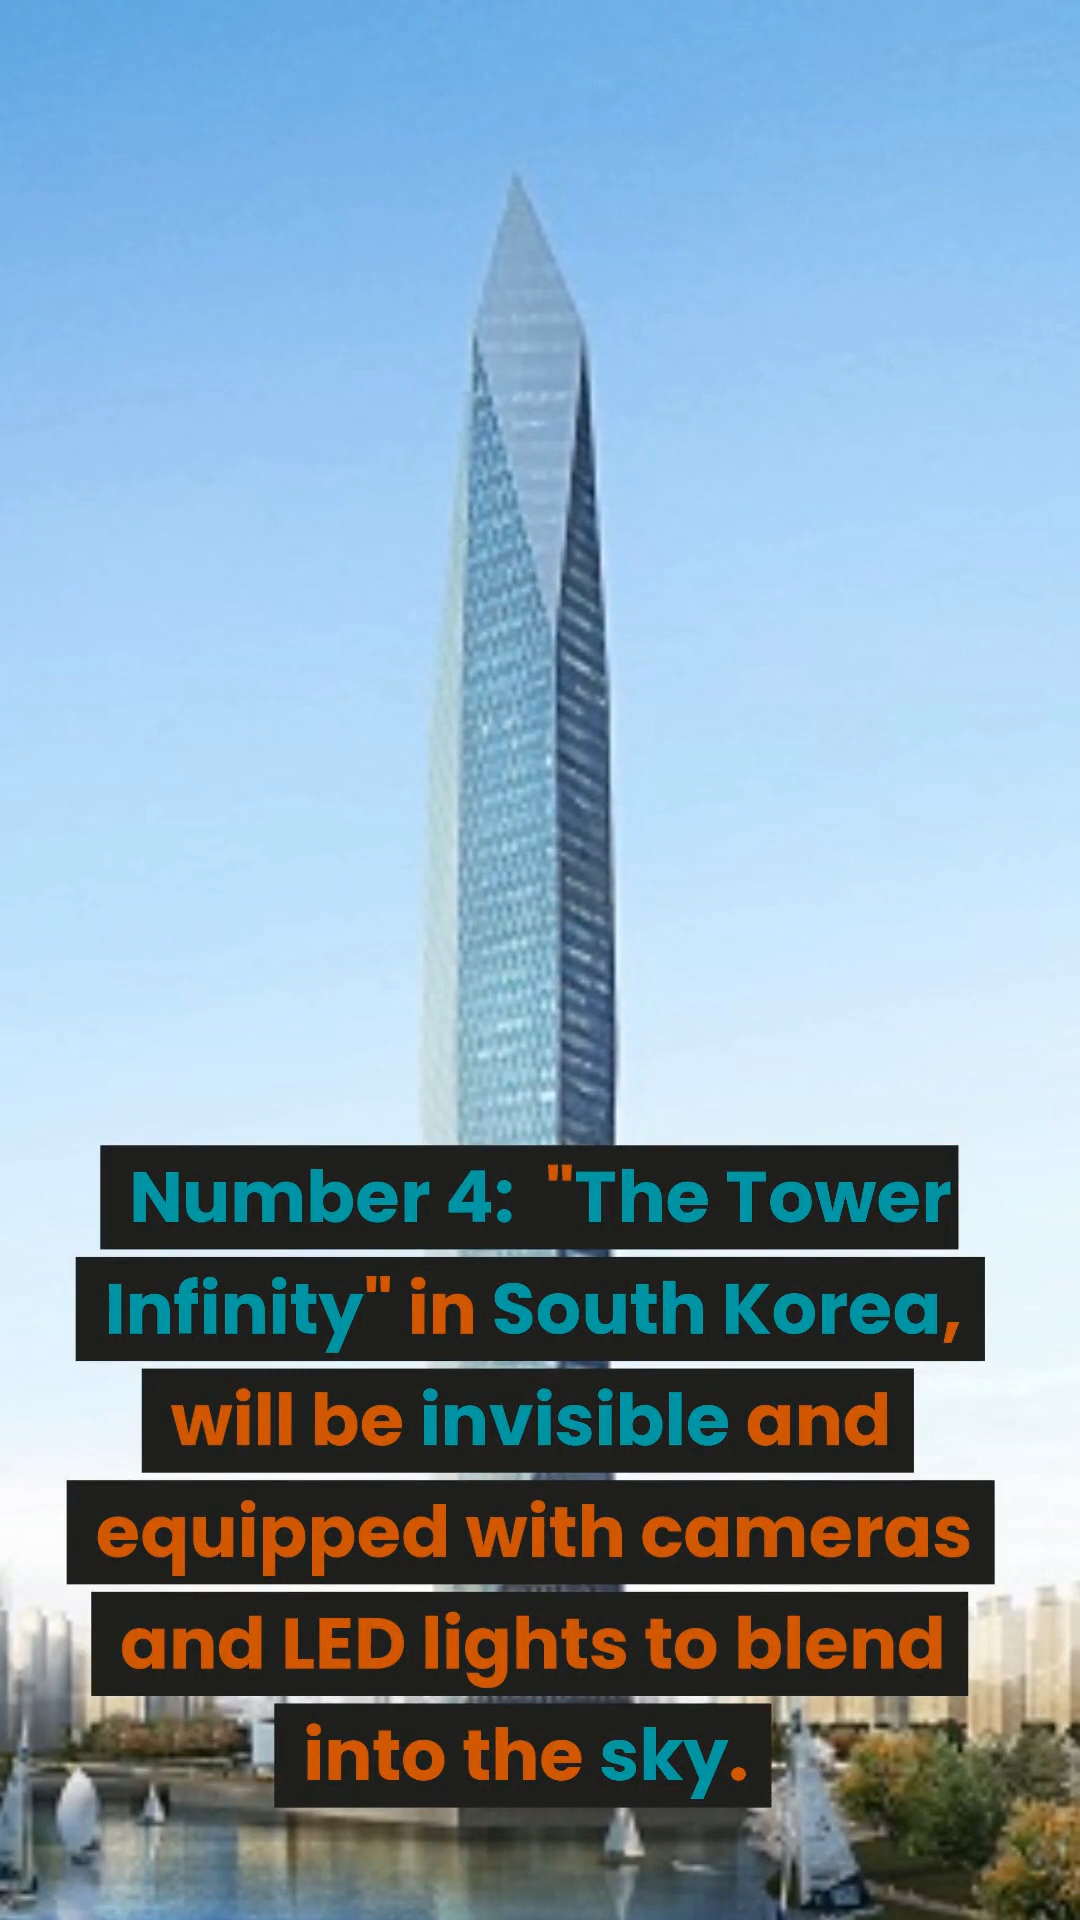 Number 4: "The Tower
Infinity" in South Korea,
will be invisible and
equipped with cameras
and LED lights to blend
into the sky.